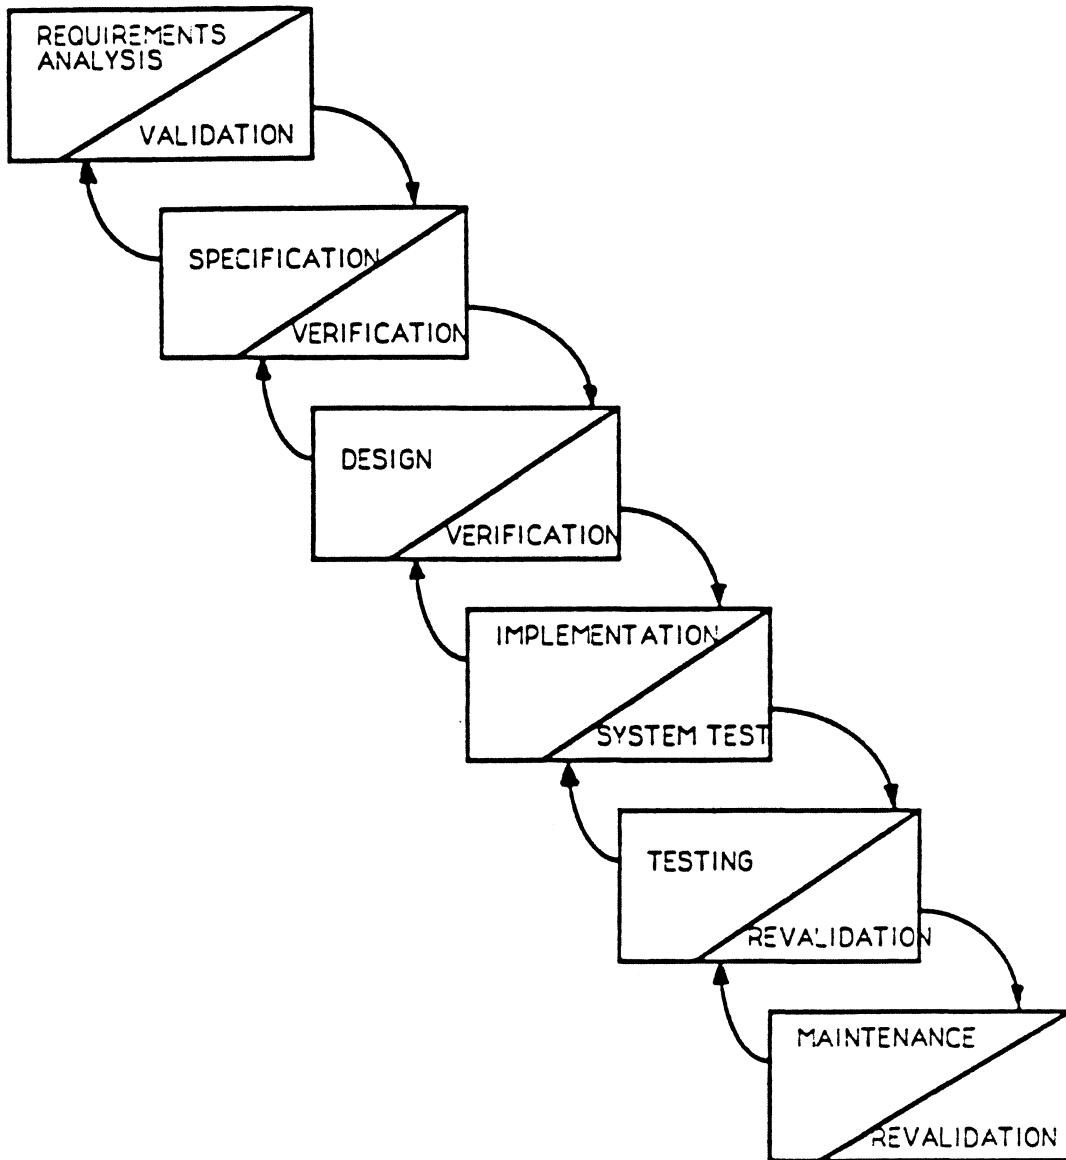 REQUIREMENTS
ANALYSIS
VALIDATION
SPECIFICATION
VERIFICATION
DESIGN
VERIFICATION
IMPLEMENTATION
SYSTEM TEST
TESTING
REVALIDATION
MAINTENANCE
REVALIDATION